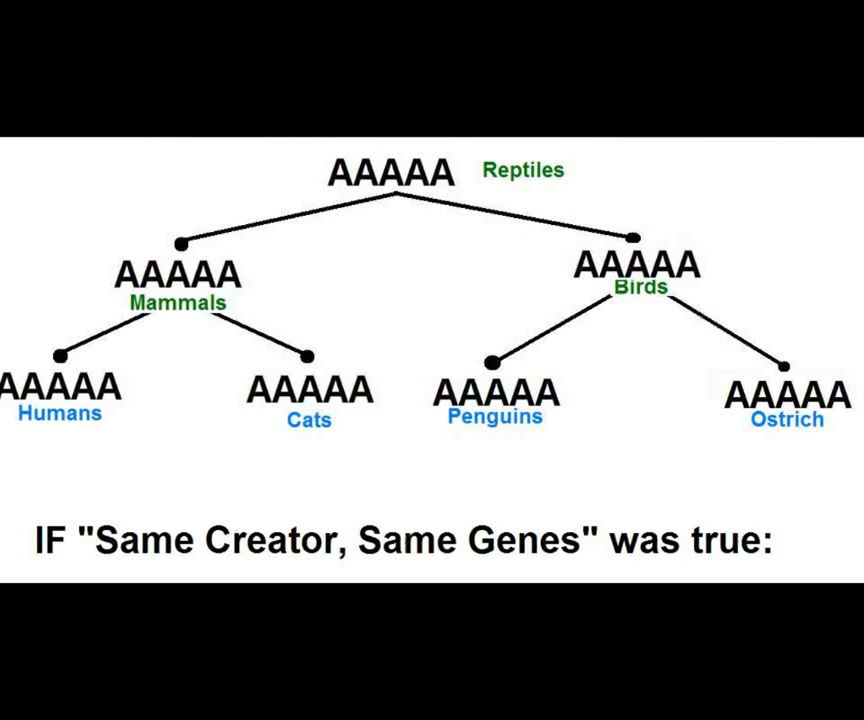 AAAAA Reptiles
AAAAA AAAAA
Mammals Birds
AAAAA AAAAA AAAAA AAAAA
Humans Cats Penguins Ostrich
IF "Same Creator, Same Genes" was true: